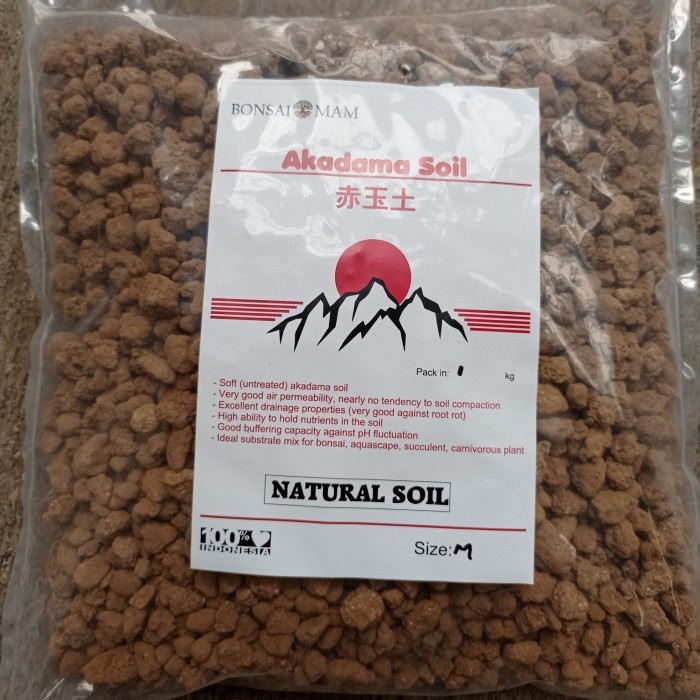 BONSAI MAM
Akadama Soil
赤玉土
Pack in: 1 kg
- Soft (untreated) akadama soil
- Very good air permeability, nearly no tendency to soil compaction
- Excellent drainage properties (very good against root rot)
- High ability to hold nutrients in the soil
- Good buffering capacity against pH fluctuation
- Ideal substrate mix for bonsai, aquascape, succulent, carnivorous plant
NATURAL SOIL
100%
INDONESIA
Size: M